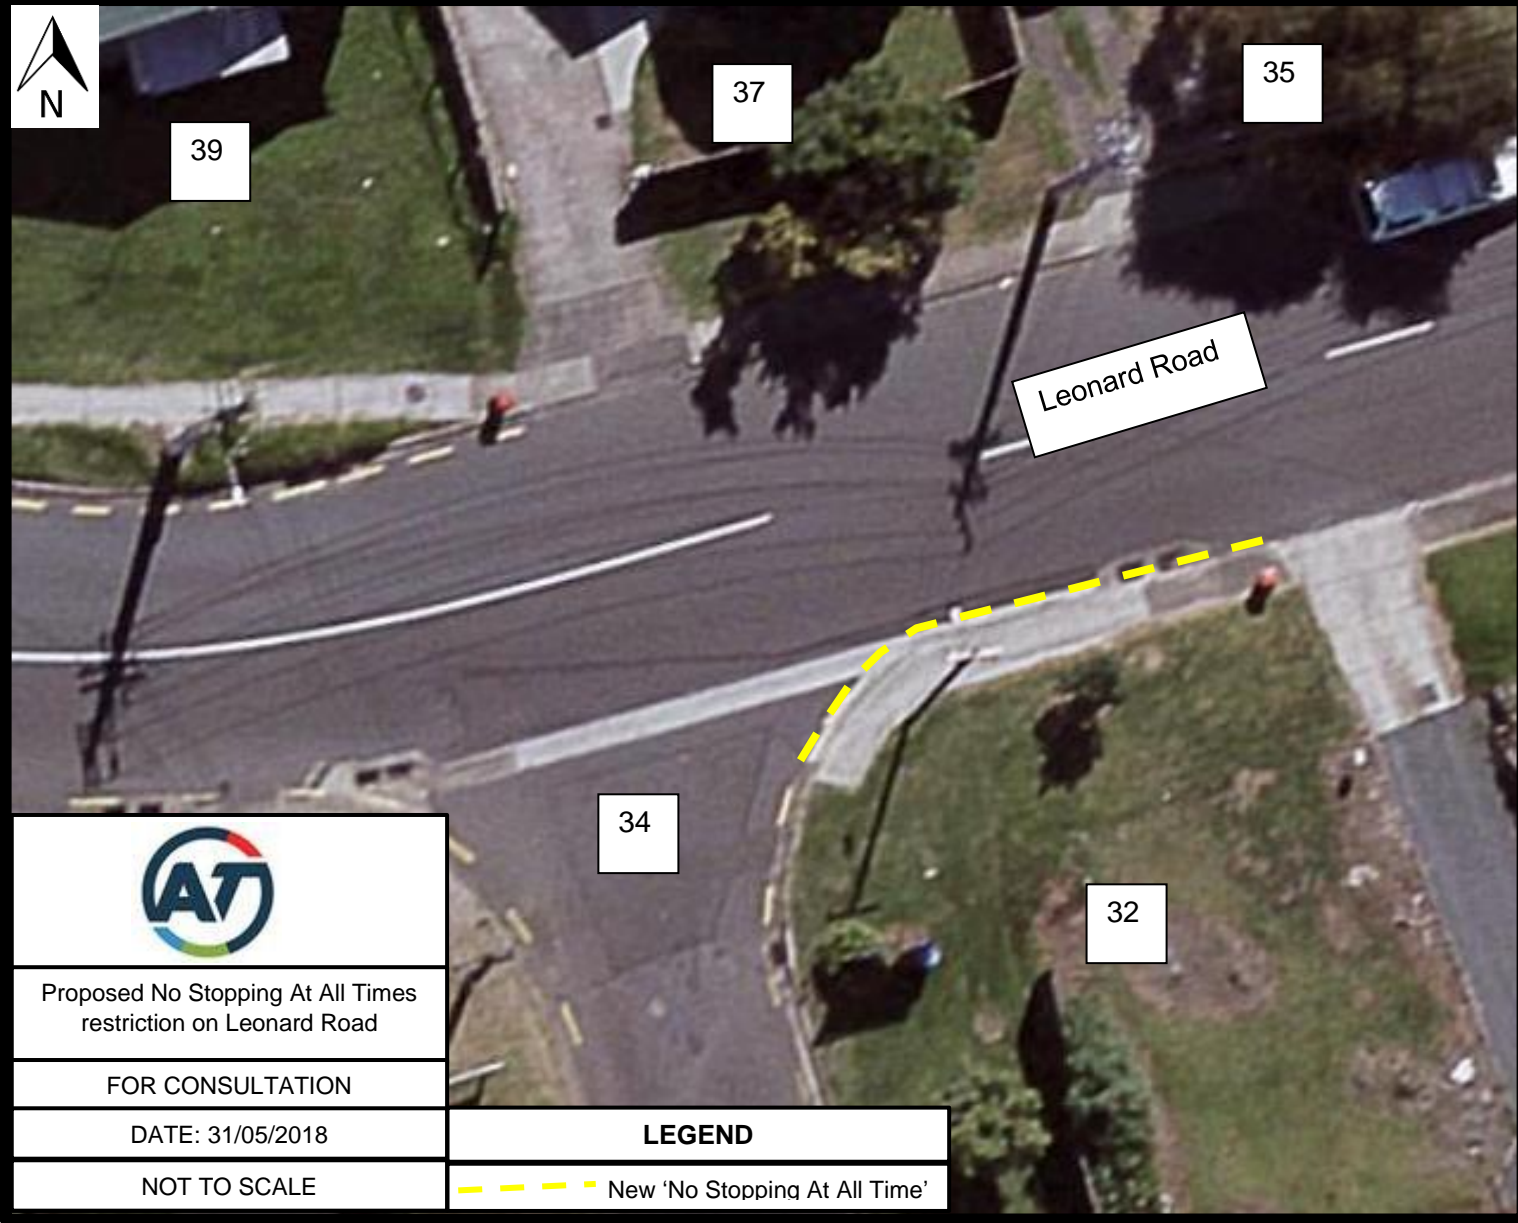 N
39
37
35
Leonard Road
34
32
AT
Proposed No Stopping At All Times
restriction on Leonard Road
FOR CONSULTATION
DATE: 31/05/2018
NOT TO SCALE
LEGEND
New ‘No Stopping At All Time’